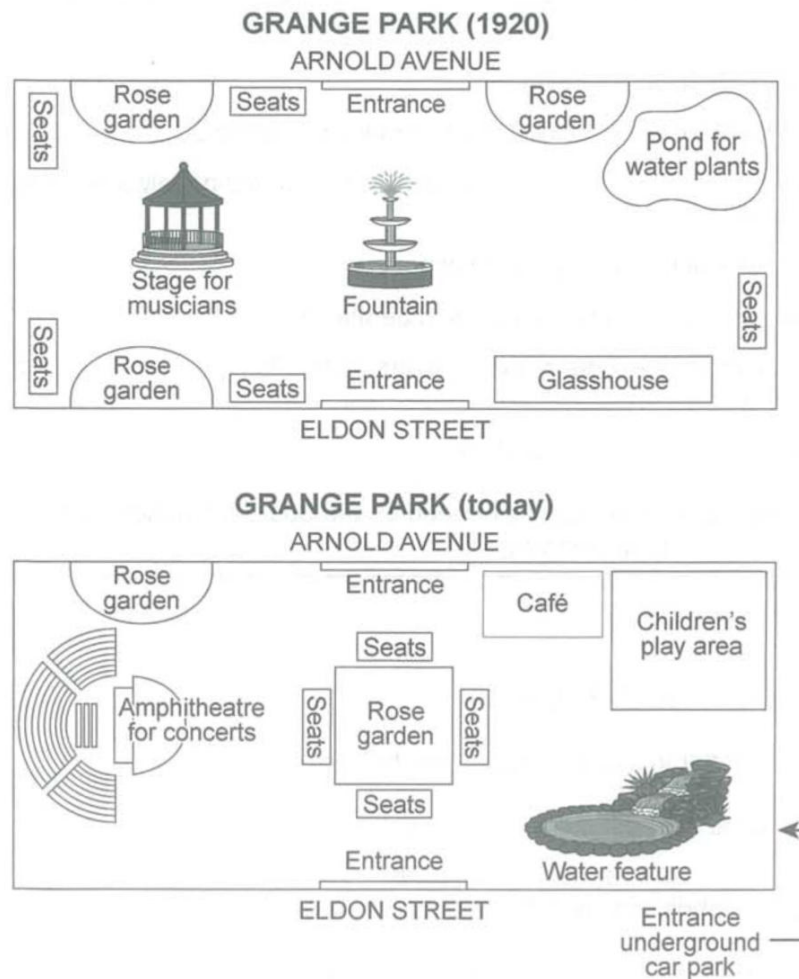 GRANGE PARK (1920)
ARNOLD AVENUE
Rose
garden
Seats
Entrance
Rose
garden
Seats
Pond for
water plants
Stage for
musicians
Fountain
Seats
Seats
Rose
garden
Seats
Entrance
Glasshouse
ELDON STREET
GRANGE PARK (today)
ARNOLD AVENUE
Rose
garden
Entrance
Café
Children's
play area
Seats
Amphitheatre
for concerts
Seats
Rose
garden
Seats
Seats
Water feature
Entrance
ELDON STREET
Entrance
underground
car park